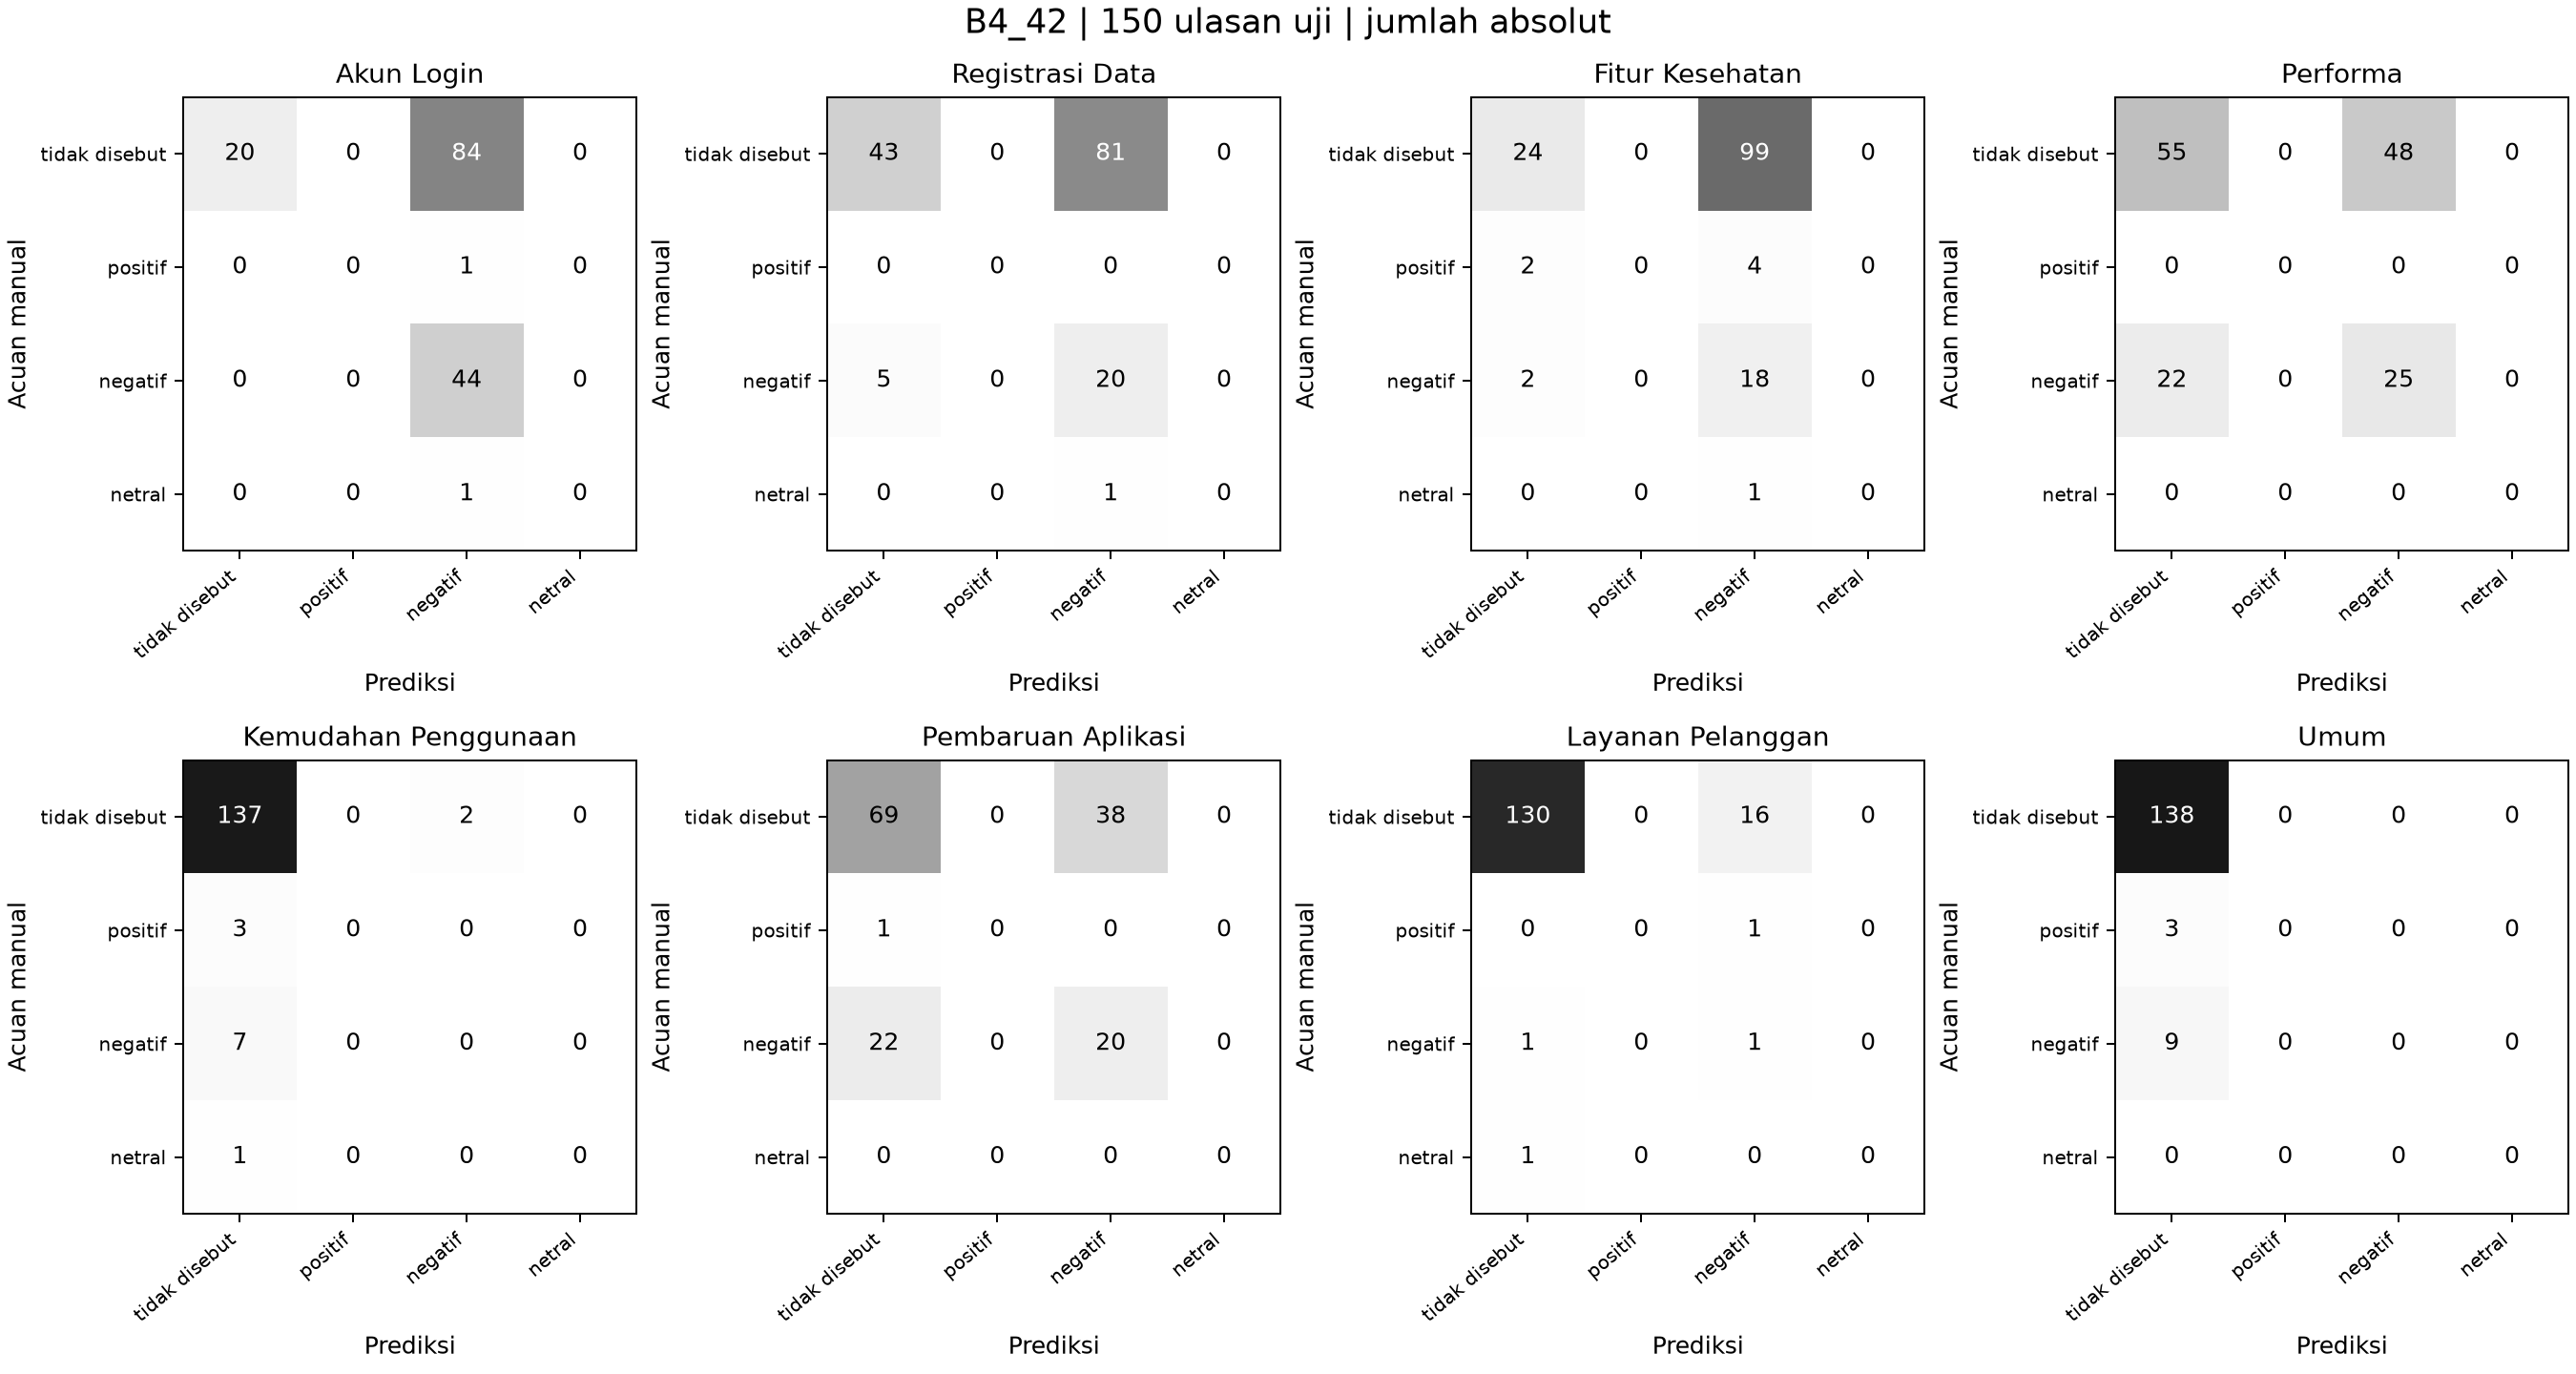 B4_42 | 150 ulasan uji | jumlah absolut
Akun Login
Acuan manual
tidak disebut 20 0 84 0
positif 0 0 1 0
negatif 0 0 44 0
netral 0 0 1 0
tidak disebut positif negatif netral
Prediksi
Registrasi Data
Acuan manual
tidak disebut 43 0 81 0
positif 0 0 0 0
negatif 5 0 20 0
netral 0 0 1 0
tidak disebut positif negatif netral
Prediksi
Fitur Kesehatan
Acuan manual
tidak disebut 24 0 99 0
positif 2 0 4 0
negatif 2 0 18 0
netral 0 0 1 0
tidak disebut positif negatif netral
Prediksi
Performa
Acuan manual
tidak disebut 55 0 48 0
positif 0 0 0 0
negatif 22 0 25 0
netral 0 0 0 0
tidak disebut positif negatif netral
Prediksi
Kemudahan Penggunaan
Acuan manual
tidak disebut 137 0 2 0
positif 3 0 0 0
negatif 7 0 0 0
netral 1 0 0 0
tidak disebut positif negatif netral
Prediksi
Pembaruan Aplikasi
Acuan manual
tidak disebut 69 0 38 0
positif 1 0 0 0
negatif 22 0 20 0
netral 0 0 0 0
tidak disebut positif negatif netral
Prediksi
Layanan Pelanggan
Acuan manual
tidak disebut 130 0 16 0
positif 0 0 1 0
negatif 1 0 1 0
netral 1 0 0 0
tidak disebut positif negatif netral
Prediksi
Umum
Acuan manual
tidak disebut 138 0 0 0
positif 3 0 0 0
negatif 9 0 0 0
netral 0 0 0 0
tidak disebut positif negatif netral
Prediksi